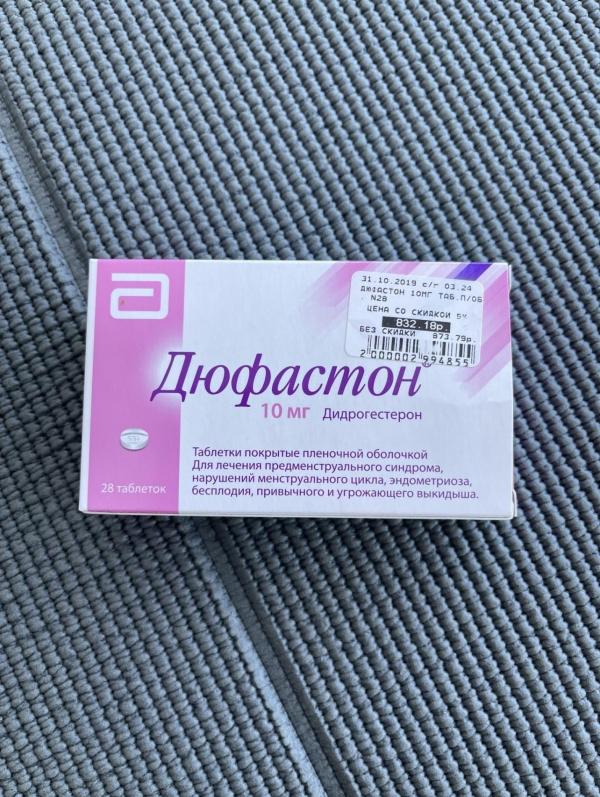 31.10.2019 с/г 03.24
ДЮФАСТОН 10МГ ТАБ.П/ОБ
. N28
ЦЕНА СО СКИДКОЙ 5%
832.18р.
БЕЗ СКИДКИ 873.79р.
2000002994855
Дюфастон®
10 мг Дидрогестерон
Таблетки покрытые пленочной оболочкой
Для лечения предменструального синдрома,
нарушений менструального цикла, эндометриоза,
бесплодия, привычного и угрожающего выкидыша.
28 таблеток